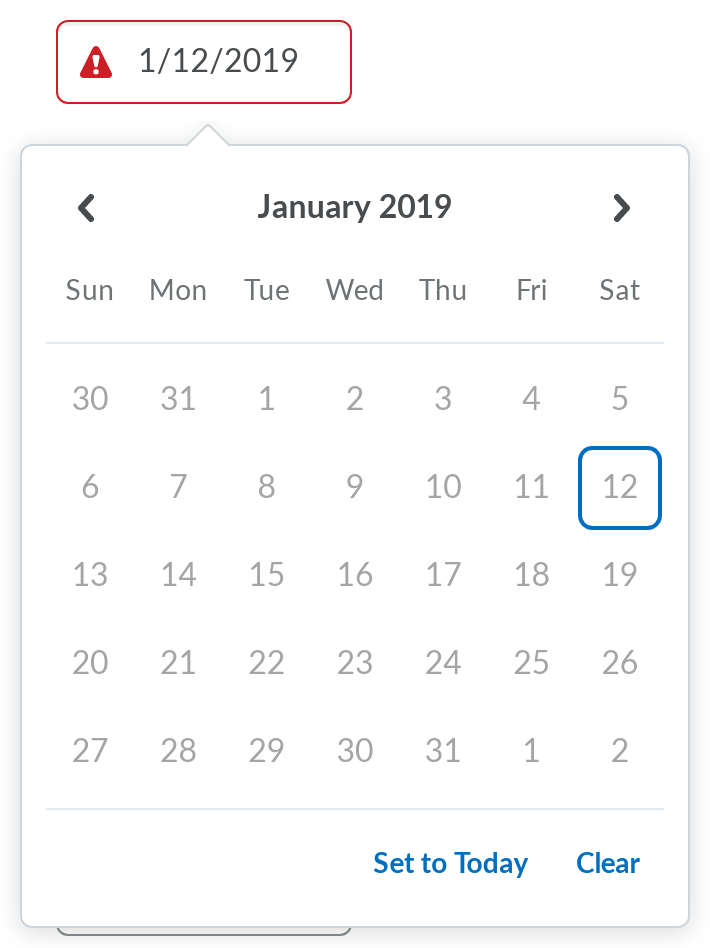 1/12/2019
January 2019
Sun Mon Tue Wed Thu Fri Sat
30 31 1 2 3 4 5
6 7 8 9 10 11 12
13 14 15 16 17 18 19
20 21 22 23 24 25 26
27 28 29 30 31 1 2
Set to Today Clear